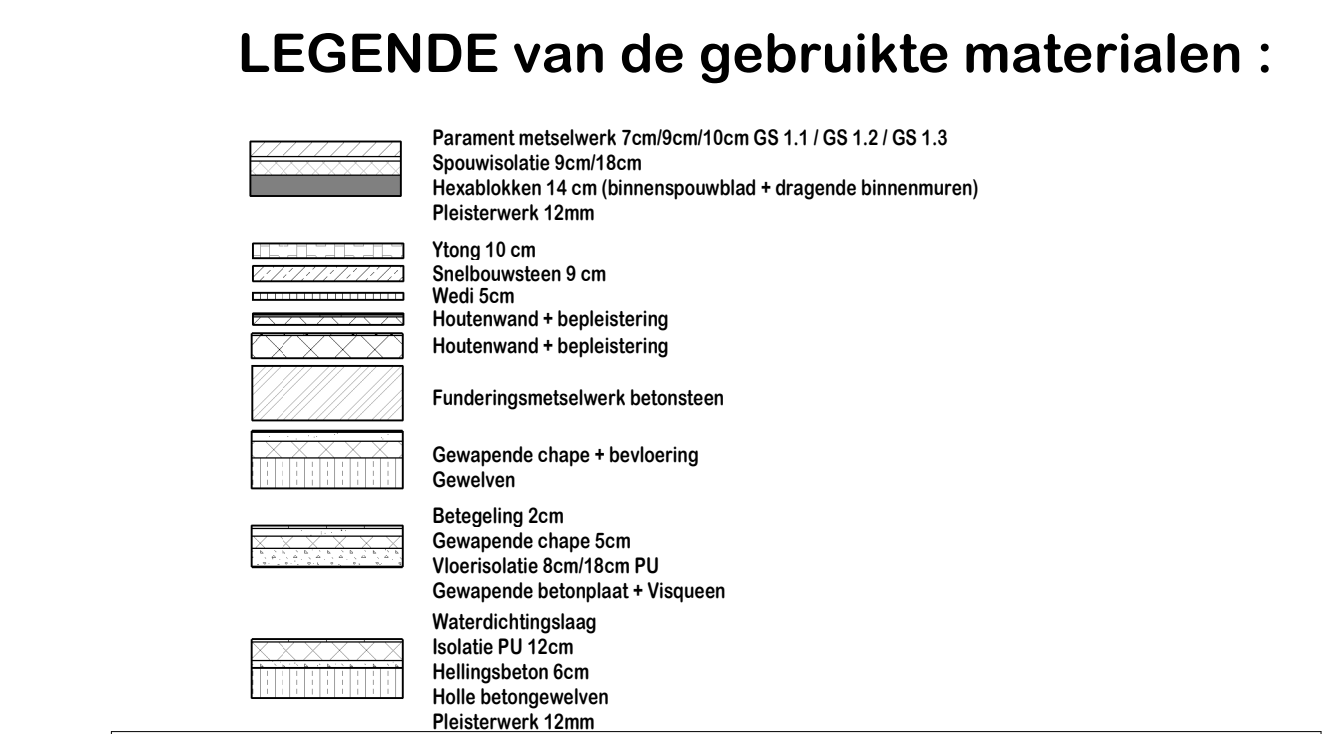 LEGENDE van de gebruikte materialen :
Parament metselwerk 7cm/9cm/10cm GS 1.1 / GS 1.2 / GS 1.3
Spouwisolatie 9cm/18cm
Hexablokken 14 cm (binnenspouwblad + dragende binnenmuren)
Pleisterwerk 12mm
Ytong 10 cm
Snelbouwsteen 9 cm
Wedi 5cm
Houtenwand + bepleistering
Houtenwand + bepleistering
Funderingsmetselwerk betonsteen
Gewapende chape + bevloering
Gewelven
Betegeling 2cm
Gewapende chape 5cm
Vloerisolatie 8cm/18cm PU
Gewapende betonplaat + Visqueen
Waterdichtingslaag
Isolatie PU 12cm
Hellingsbeton 6cm
Holle betongewelven
Pleisterwerk 12mm